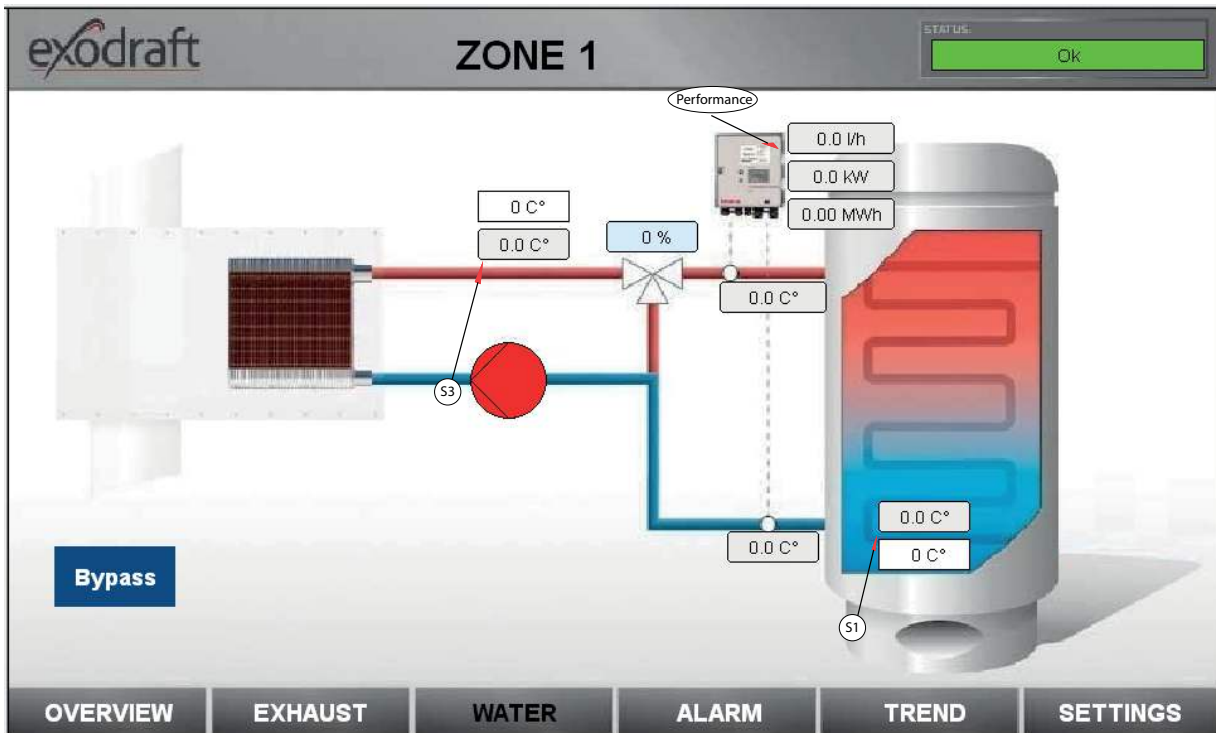 exodraft
ZONE 1
STATUS:
Ok
Performance
0.0 l/h
0.0 kW
0.00 MWh
0 C°
0.0 C°
0 %
0.0 C°
S3
0.0 C°
0.0 C°
0 C°
S1
Bypass
OVERVIEW
EXHAUST
WATER
ALARM
TREND
SETTINGS